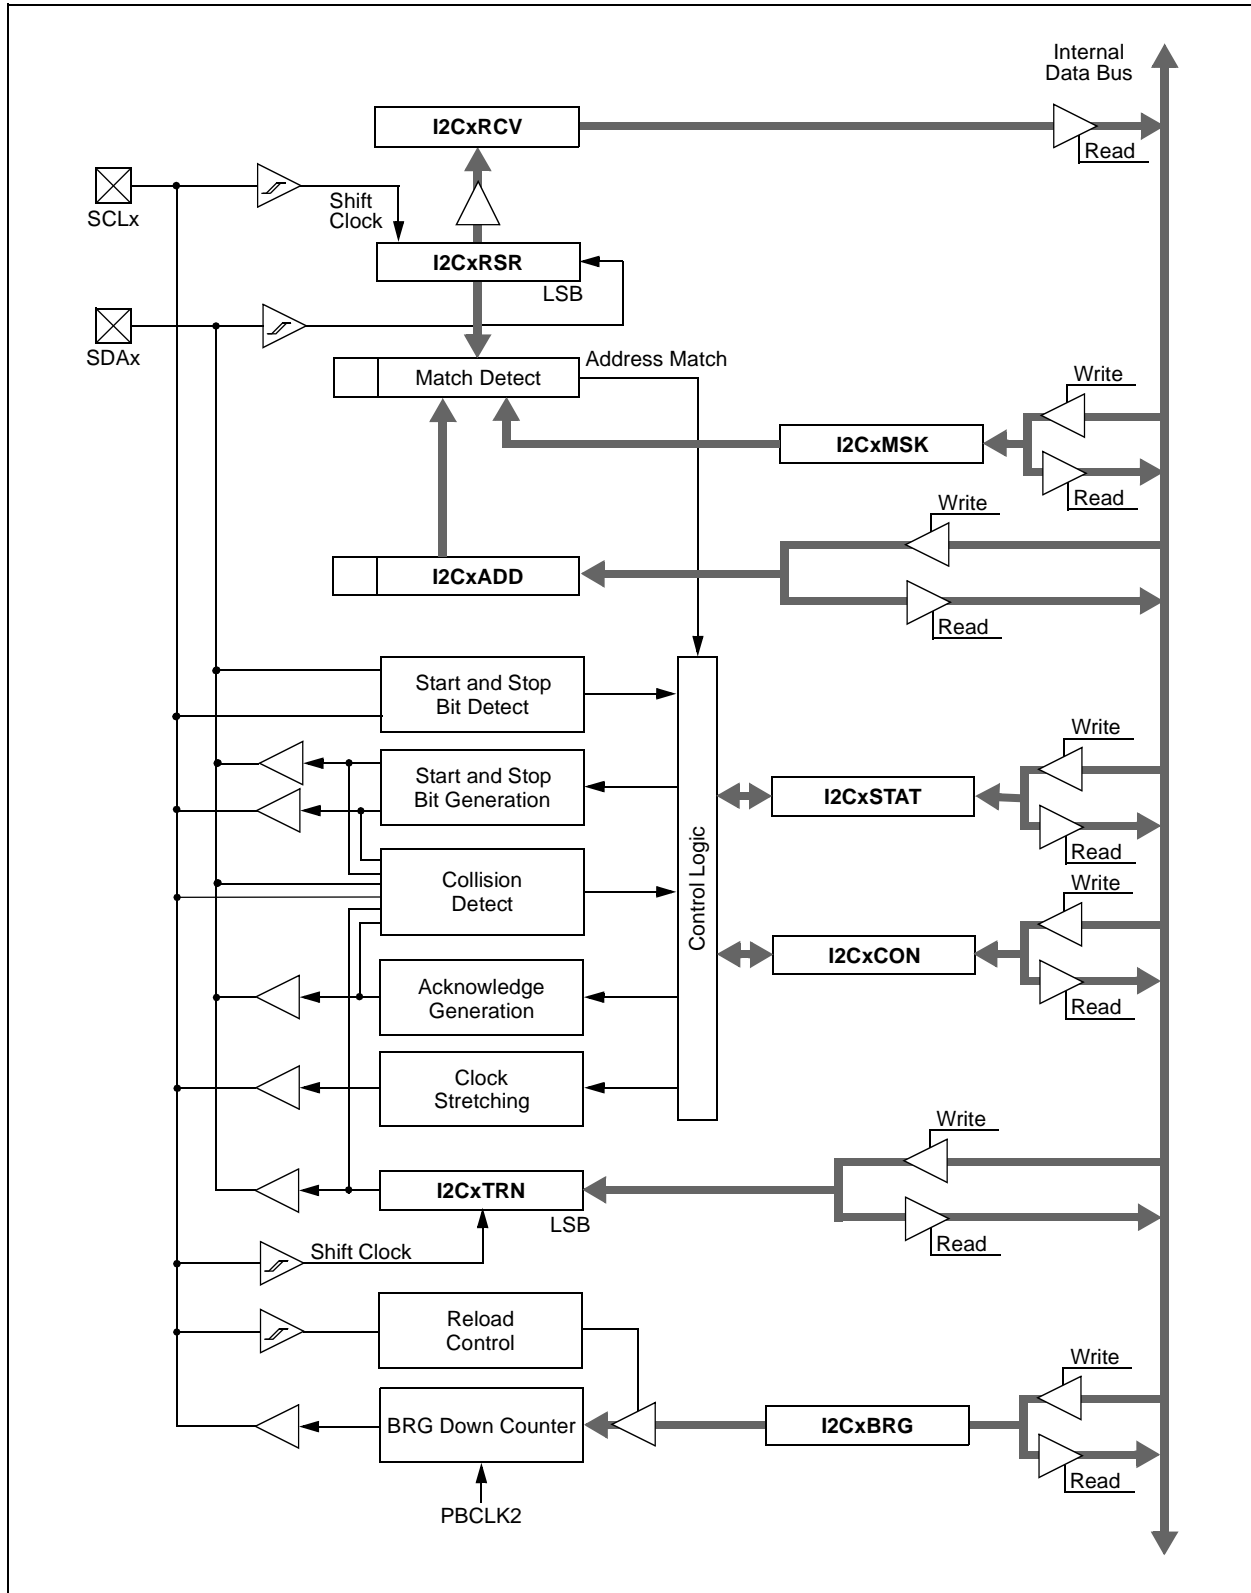 Internal
Data Bus
I2CxRCV
Read
SCLx
Shift
Clock
I2CxRSR
LSB
SDAx
Address Match
Match Detect
Write
I2CxMSK
Read
Write
I2CxADD
Read
Start and Stop
Bit Detect
Start and Stop
Bit Generation
Write
I2CxSTAT
Read
Control Logic
Collision
Detect
Write
I2CxCON
Read
Acknowledge
Generation
Clock
Stretching
Write
I2CxTRN
LSB
Read
Shift Clock
Reload
Control
Write
BRG Down Counter
I2CxBRG
Read
PBCLK2